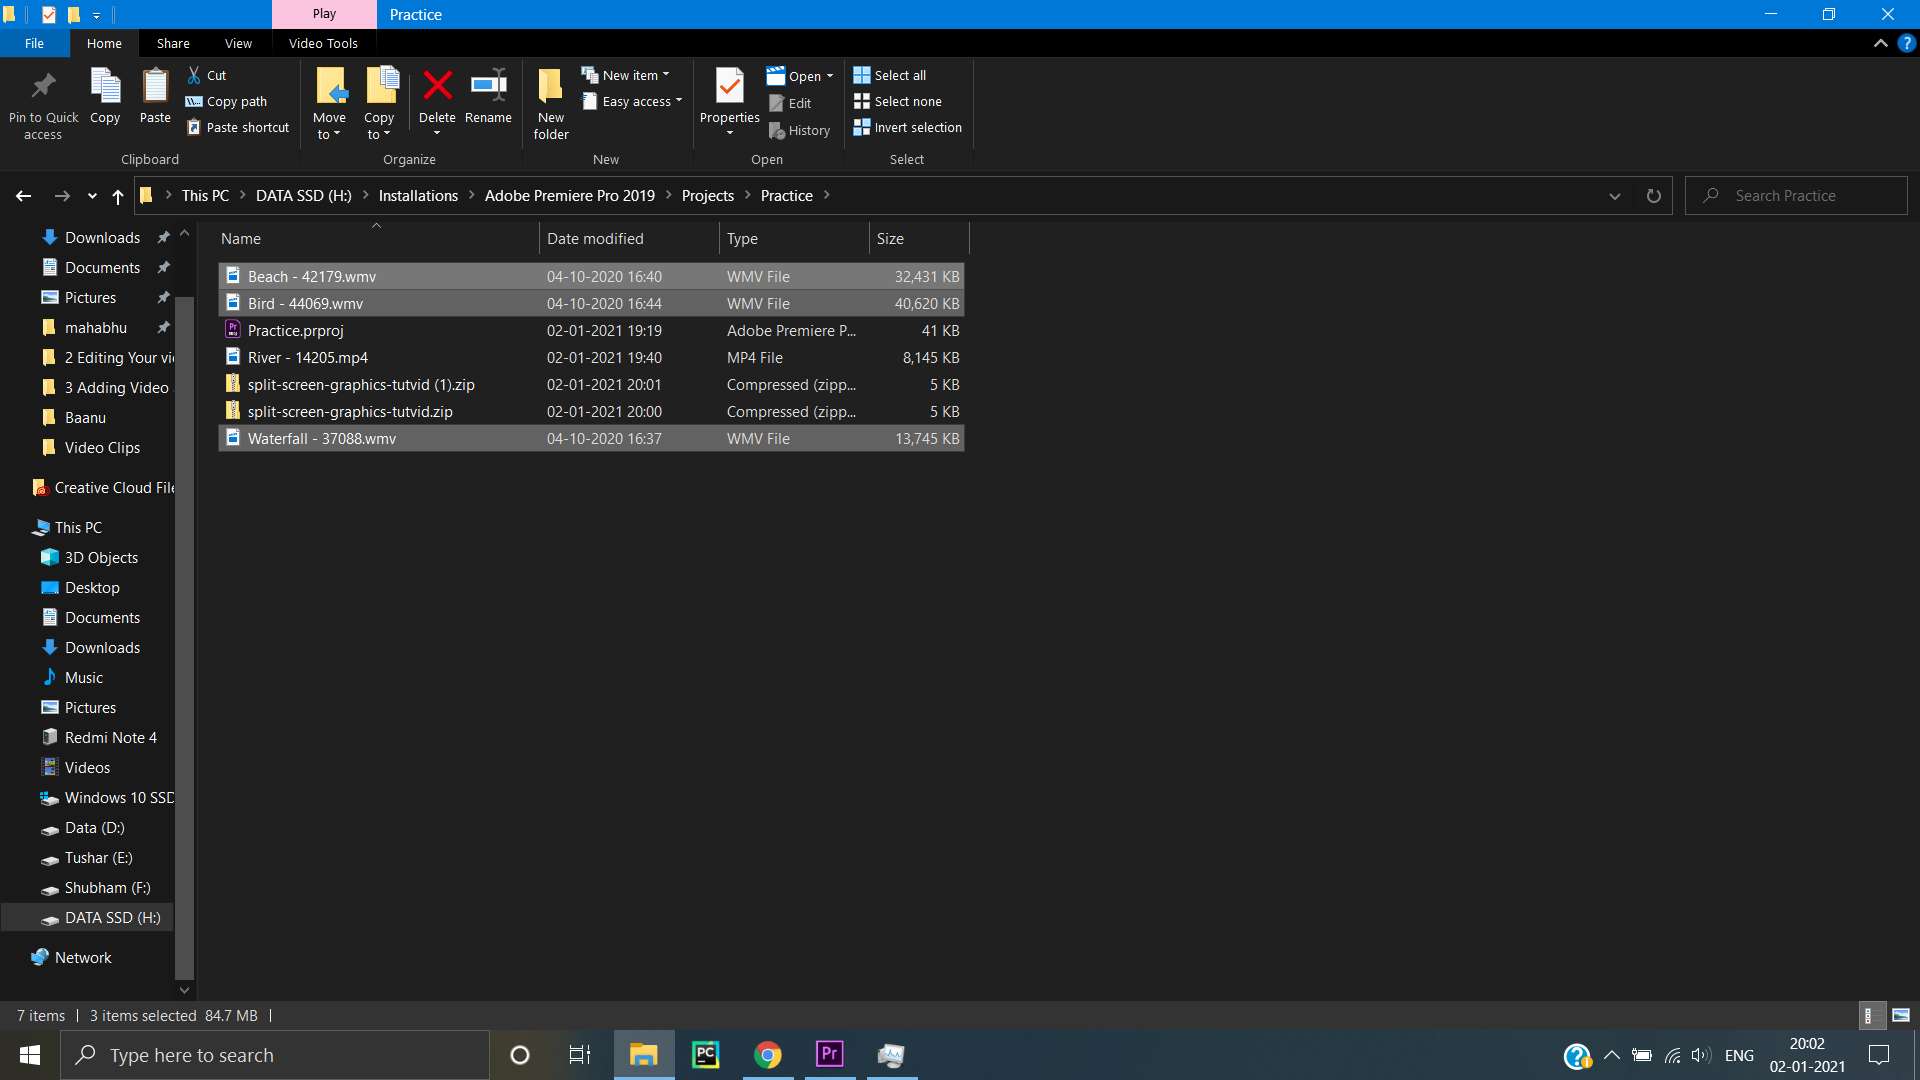 Play
Practice
File
Home
Share
View
Video Tools
Pin to Quick access
Copy
Paste
Cut
Copy path
Paste shortcut
Clipboard
Move to
Copy to
Delete
Rename
Organize
New folder
New item
Easy access
New
Properties
Open
Edit
History
Open
Select all
Select none
Invert selection
Select
This PC > DATA SSD (H:) > Installations > Adobe Premiere Pro 2019 > Projects > Practice >
Search Practice
Downloads
Documents
Pictures
mahabhu
2 Editing Your vi
3 Adding Video
Baanu
Video Clips
Creative Cloud File
This PC
3D Objects
Desktop
Documents
Downloads
Music
Pictures
Redmi Note 4
Videos
Windows 10 SSD
Data (D:)
Tushar (E:)
Shubham (F:)
DATA SSD (H:)
Network
Name Date modified Type Size
Beach - 42179.wmv 04-10-2020 16:40 WMV File 32,431 KB
Bird - 44069.wmv 04-10-2020 16:44 WMV File 40,620 KB
Practice.prproj 02-01-2021 19:19 Adobe Premiere P... 41 KB
River - 14205.mp4 02-01-2021 19:40 MP4 File 8,145 KB
split-screen-graphics-tutvid (1).zip 02-01-2021 20:01 Compressed (zipp... 5 KB
split-screen-graphics-tutvid.zip 02-01-2021 20:00 Compressed (zipp... 5 KB
Waterfall - 37088.wmv 04-10-2020 16:37 WMV File 13,745 KB
7 items | 3 items selected 84.7 MB |
Type here to search
PC
Pr
ENG
20:02
02-01-2021